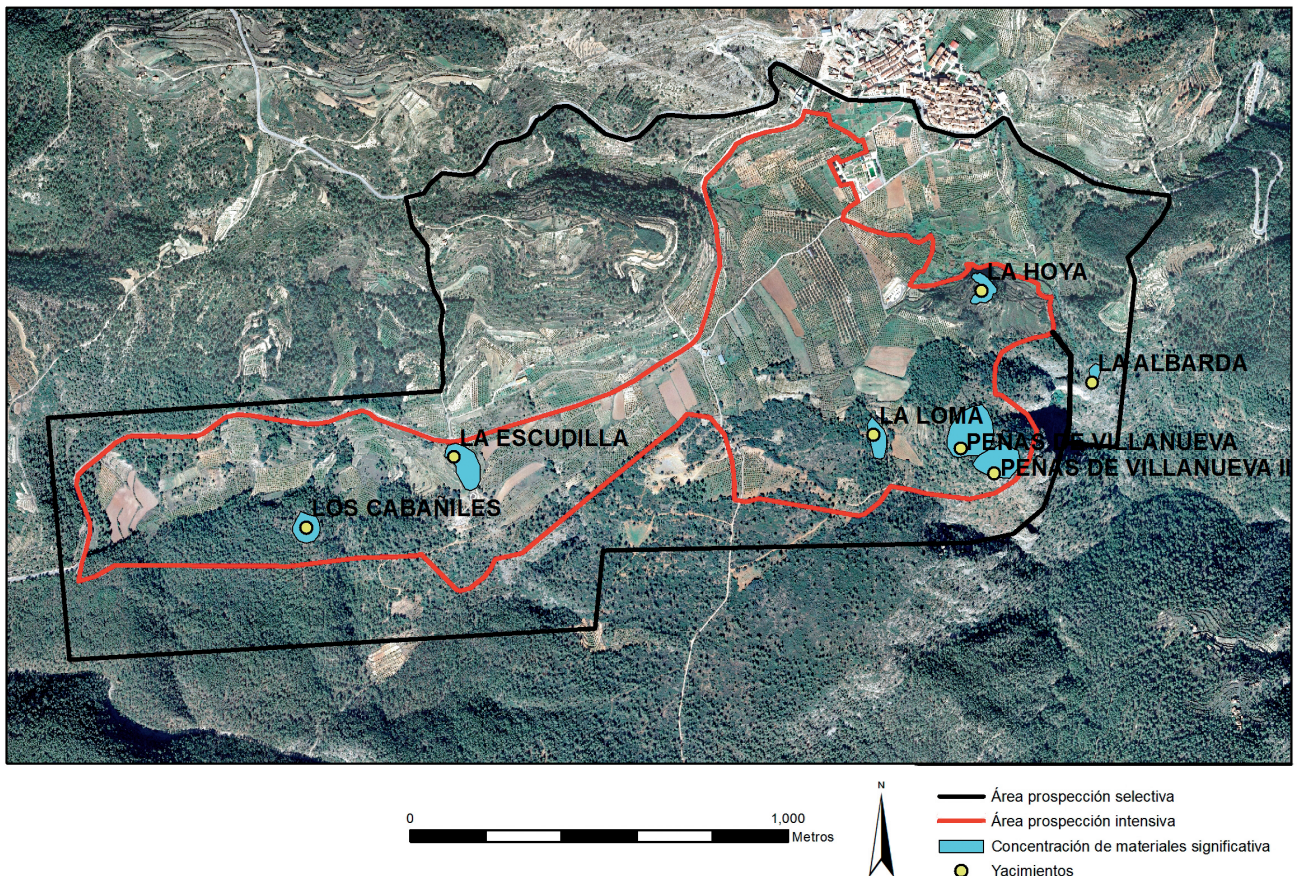 LA HOYA
LA ALBARDA
LA LOMA
LA ESCUDILLA
PEÑAS DE VILLANUEVA
PEÑAS DE VILLANUEVA II
LOS CABAÑILES
0
1,000
Metros
N
Área prospección selectiva
Área prospección intensiva
Concentración de materiales significativa
Yacimientos